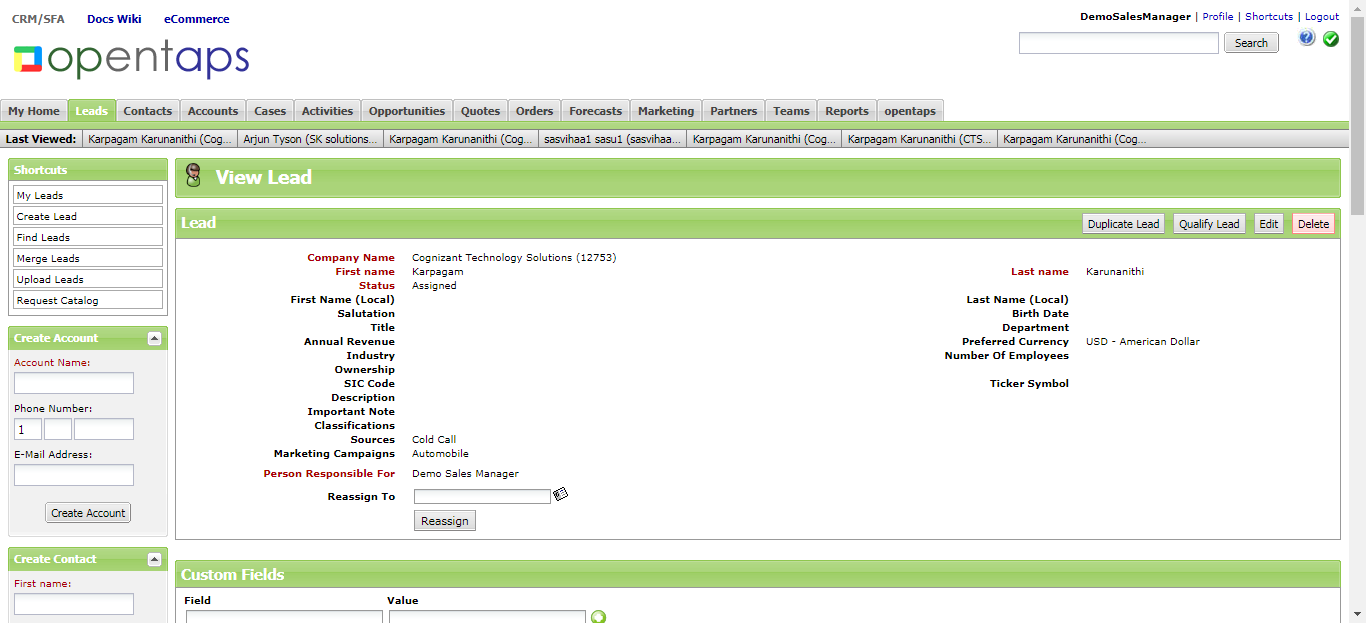 CRM/SFA Docs Wiki eCommerce
DemoSalesManager | Profile | Shortcuts | Logout
opentaps
Search
My Home Leads Contacts Accounts Cases Activities Opportunities Quotes Orders Forecasts Marketing Partners Teams Reports opentaps
Last Viewed: Karpagam Karunanithi (Cog... Arjun Tyson (SK solutions... Karpagam Karunanithi (Cog... sasvihaa1 sasu1 (sasvihaa... Karpagam Karunanithi (Cog... Karpagam Karunanithi (CTS... Karpagam Karunanithi (Cog...
Shortcuts
My Leads
Create Lead
Find Leads
Merge Leads
Upload Leads
Request Catalog
Create Account
Account Name:
Phone Number:
1
E-Mail Address:
Create Account
Create Contact
First name:
View Lead
Lead
Duplicate Lead Qualify Lead Edit Delete
Company Name Cognizant Technology Solutions (12753)
First name Karpagam Last name Karunanithi
Status Assigned
First Name (Local) Last Name (Local)
Salutation Birth Date
Title Department
Annual Revenue Preferred Currency USD - American Dollar
Industry Number Of Employees
Ownership
SIC Code Ticker Symbol
Description
Important Note
Classifications
Sources Cold Call
Marketing Campaigns Automobile
Person Responsible For Demo Sales Manager
Reassign To
Reassign
Custom Fields
Field Value